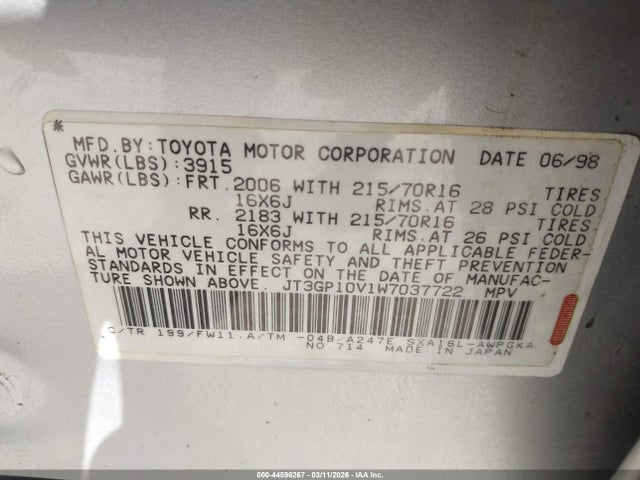 *
MFD.BY:TOYOTA MOTOR CORPORATION DATE 06/98
GVWR(LBS):3915
GAWR(LBS):FRT.2006 WITH 215/70R16 TIRES
16X6J RIMS.AT 28 PSI COLD
RR. 2183 WITH 215/70R16 TIRES
16X6J RIMS.AT 26 PSI COLD
THIS VEHICLE CONFORMS TO ALL APPLICABLE FEDER-
AL MOTOR VEHICLE SAFETY AND THEFT PREVENTION
STANDARDS IN EFFECT ON THE DATE OF MANUFAC-
TURE SHOWN ABOVE. JT3GP10V1W7037722 MPV
C/TR 199/FW11.A/TM -04B/A247E SXA16L-AWPGKA
NO.714 MADE IN JAPAN
000-44596267 - 03/11/2026 - IAA Inc.